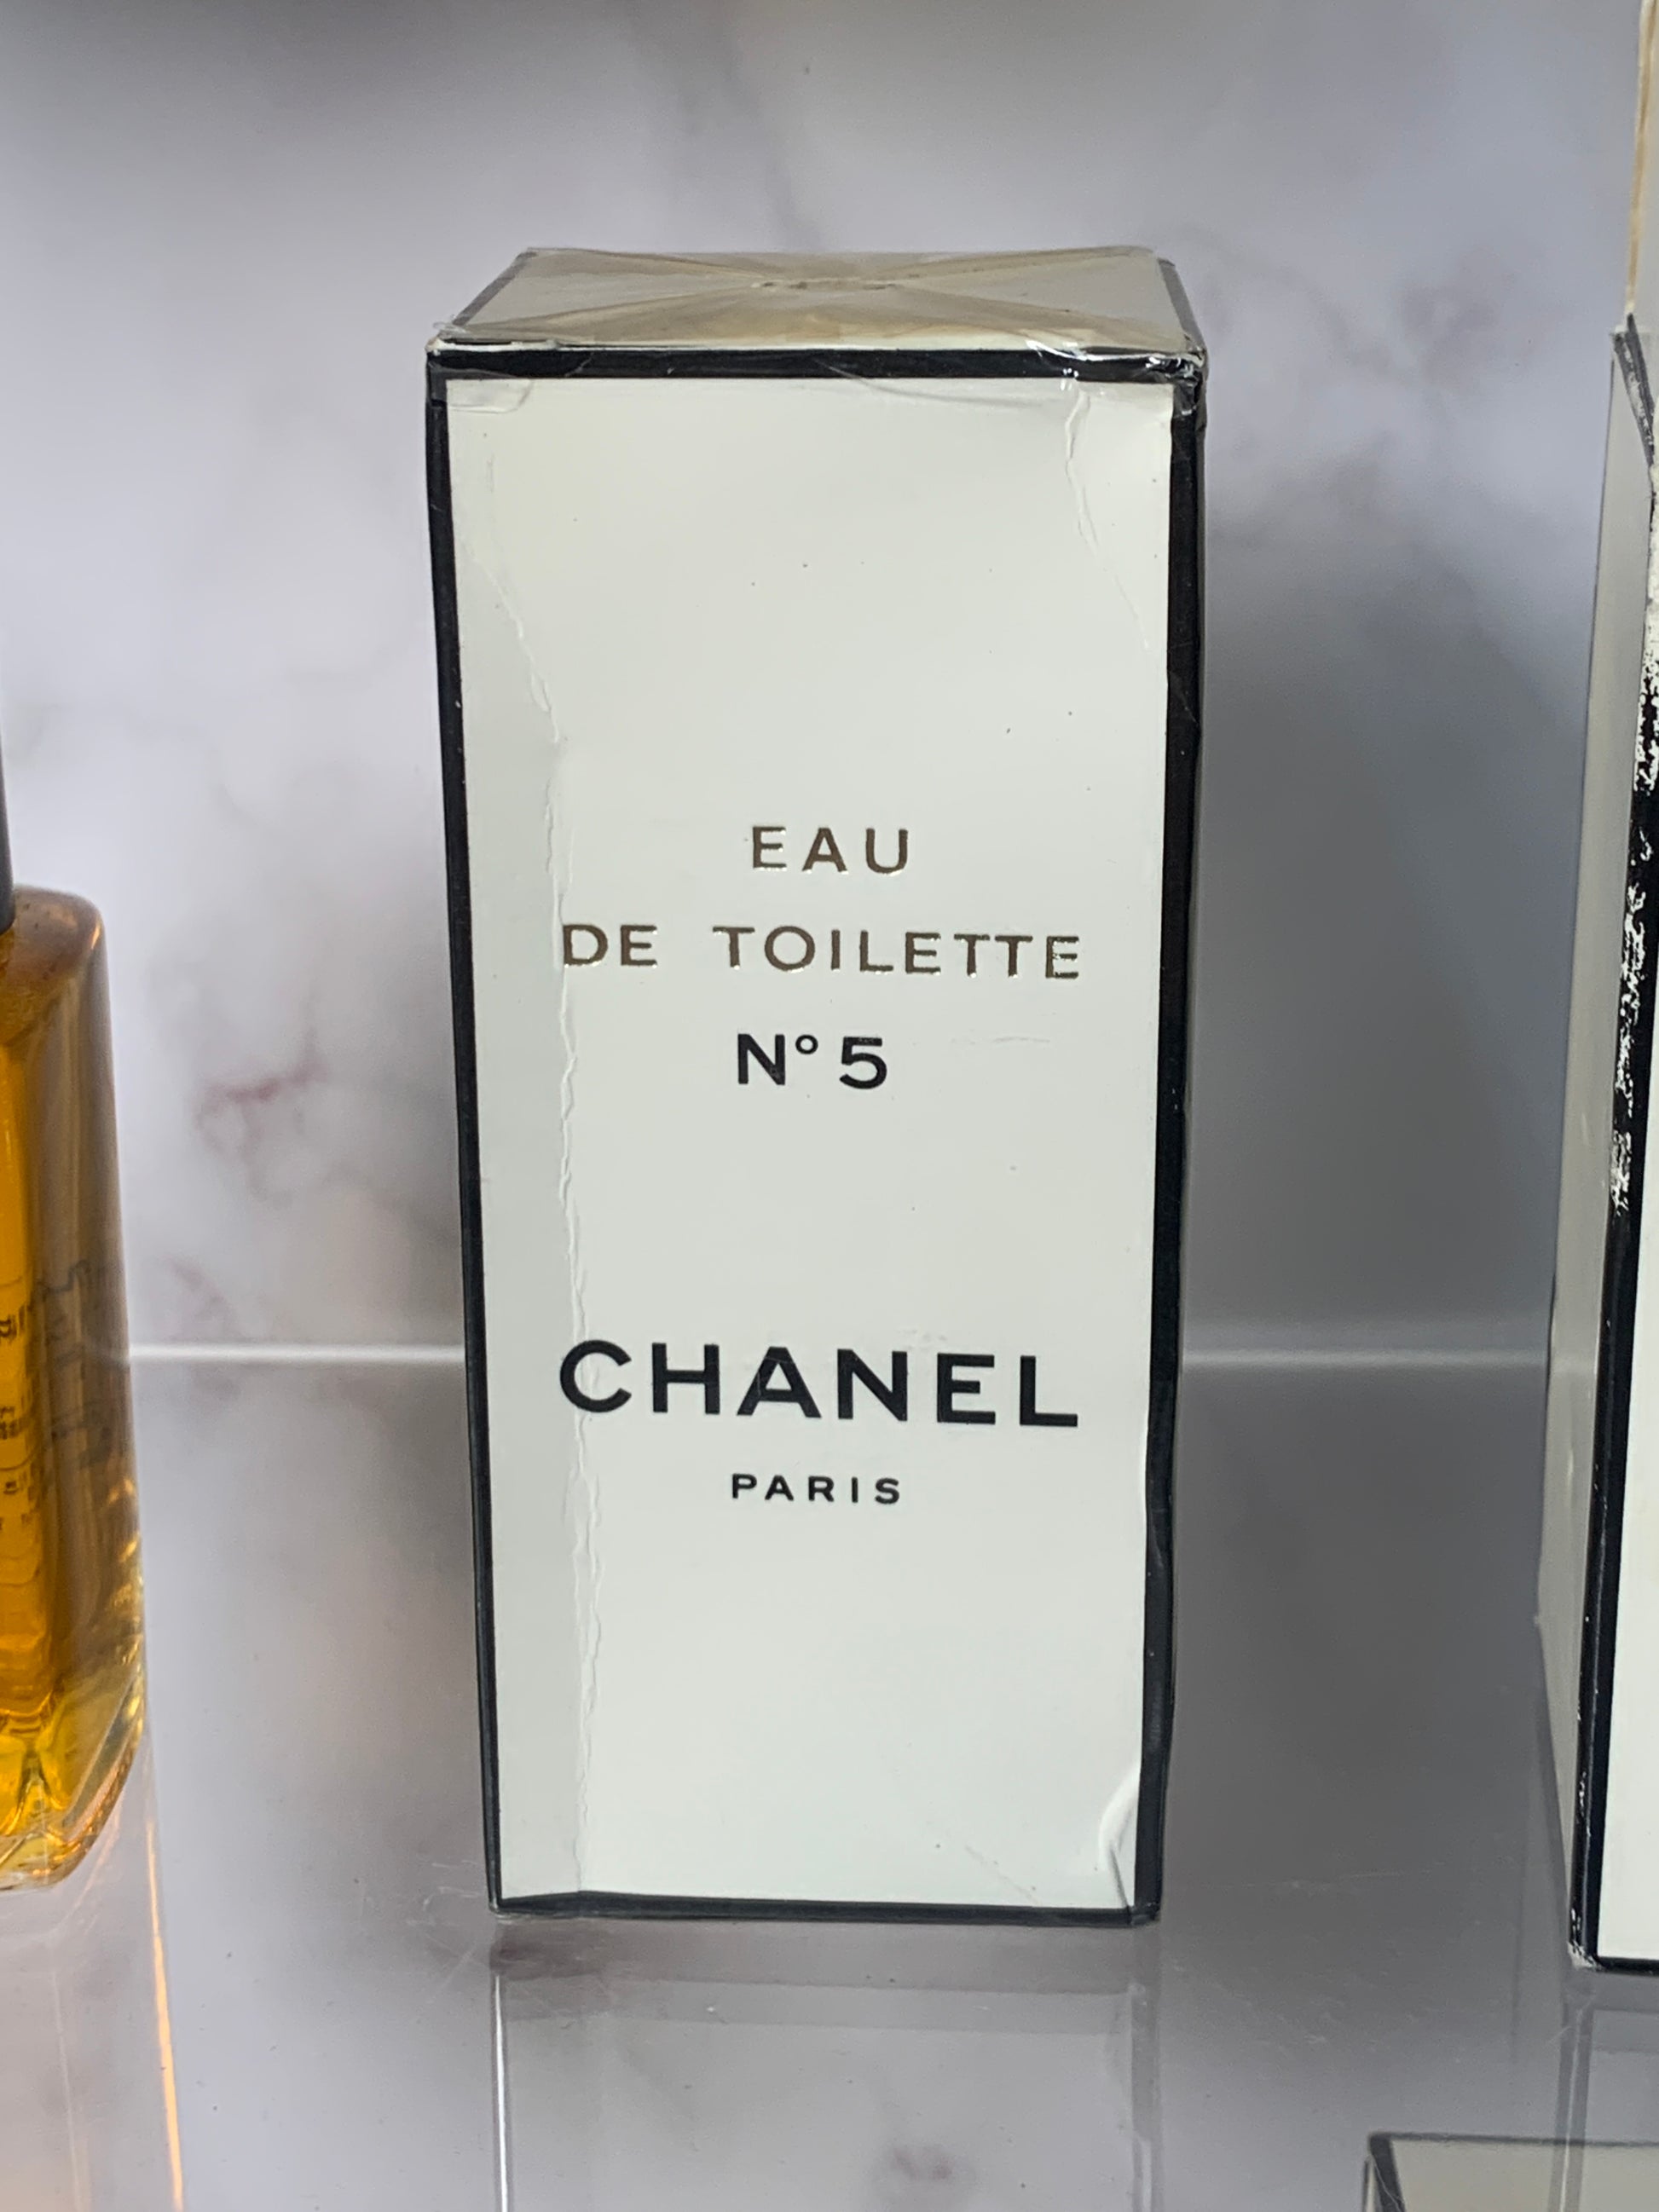 EAU
DE TOILETTE
N° 5
CHANEL
PARIS